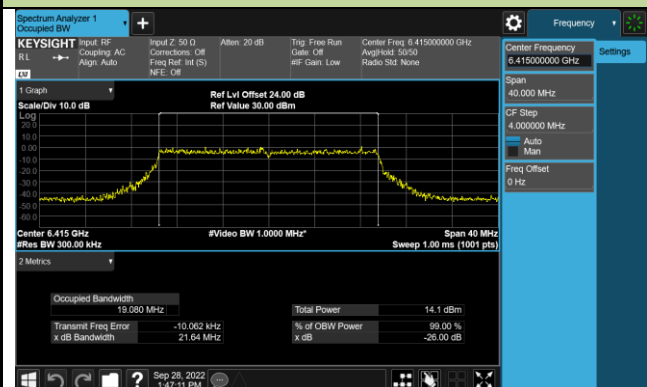 Spectrum Analyzer 1
Occupied BW
Frequency
KEYSIGHT Input: RF
R L Coupling: AC
Align: Auto
Input Z: 50 Ω
Corrections: Off
Freq Ref: Int (S)
NFE: Off
Atten: 20 dB
Trig: Free Run
Gate: Off
#IF Gain: Low
Center Freq: 6.415000000 GHz
Avg|Hold: 50/50
Radio Std: None
LXI
1 Graph
Scale/Div 10.0 dB
Ref Lvl Offset 24.00 dB
Ref Value 30.00 dBm
Log
20.0
10.0
0.00
-10.0
-20.0
-30.0
-40.0
-50.0
-60.0
Center 6.415 GHz
#Res BW 300.00 kHz
#Video BW 1.0000 MHz*
Span 40 MHz
Sweep 1.00 ms (1001 pts)
2 Metrics
Occupied Bandwidth
19.080 MHz
Total Power 14.1 dBm
Transmit Freq Error -10.062 kHz
% of OBW Power 99.00 %
x dB Bandwidth 21.64 MHz
x dB -26.00 dB
Sep 28, 2022
1:47:11 PM
Center Frequency
6.415000000 GHz
Settings
Span
40.000 MHz
CF Step
4.000000 MHz
Auto
Man
Freq Offset
0 Hz